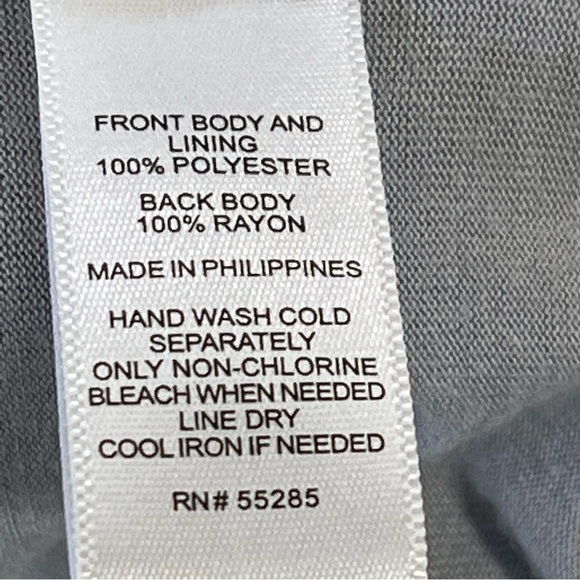 FRONT BODY AND
LINING
100% POLYESTER
BACK BODY
100% RAYON
MADE IN PHILIPPINES
HAND WASH COLD
SEPARATELY
ONLY NON-CHLORINE
BLEACH WHEN NEEDED
LINE DRY
COOL IRON IF NEEDED
RN# 55285